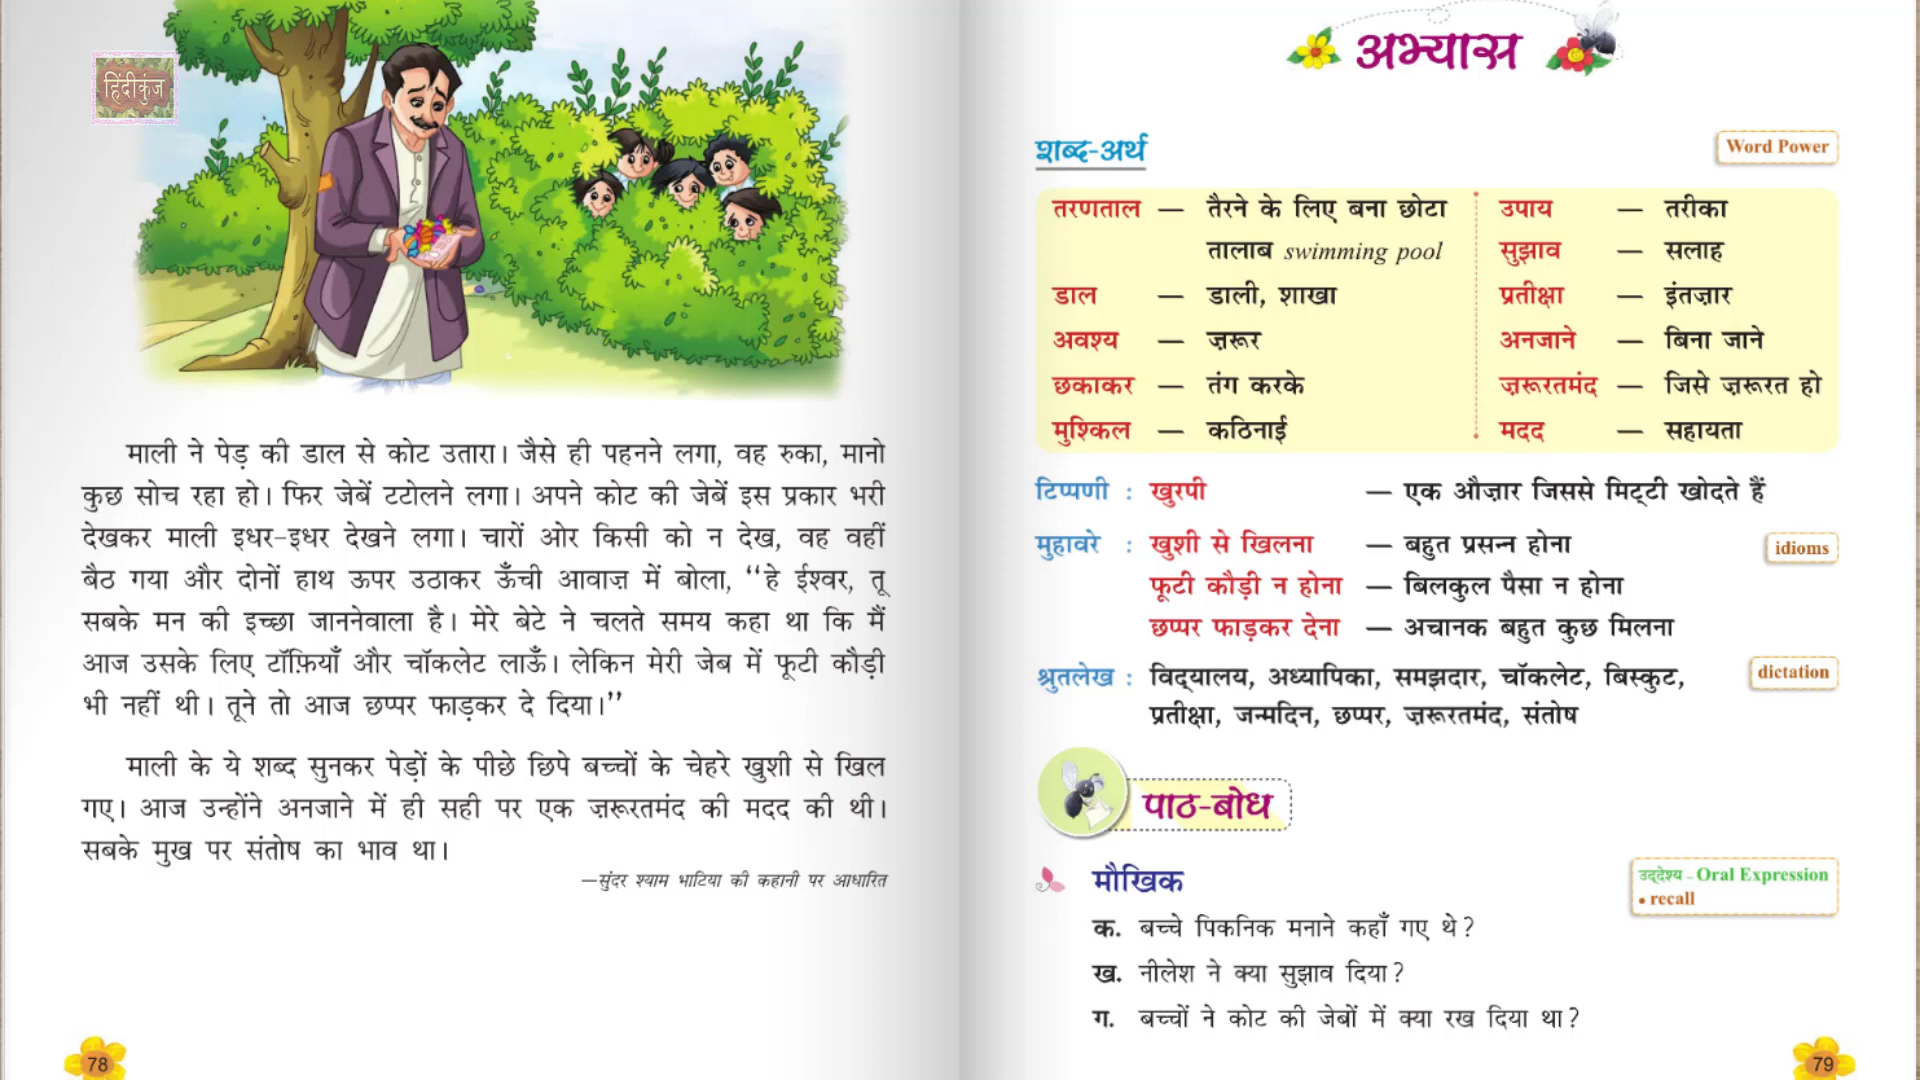 हिंदीकुंज
माली ने पेड़ की डाल से कोट उतारा। जैसे ही पहनने लगा, वह रुका, मानो
कुछ सोच रहा हो। फिर जेबें टटोलने लगा। अपने कोट की जेबें इस प्रकार भरी
देखकर माली इधर-इधर देखने लगा। चारों ओर किसी को न देख, वह वहीं
बैठ गया और दोनों हाथ ऊपर उठाकर ऊँची आवाज़ में बोला, “हे ईश्वर, तू
सबके मन की इच्छा जाननेवाला है। मेरे बेटे ने चलते समय कहा था कि मैं
आज उसके लिए टॉफ़ियाँ और चॉकलेट लाऊँ। लेकिन मेरी जेब में फूटी कौड़ी
भी नहीं थी। तूने तो आज छप्पर फाड़कर दे दिया।”
माली के ये शब्द सुनकर पेड़ों के पीछे छिपे बच्चों के चेहरे खुशी से खिल
गए। आज उन्होंने अनजाने में ही सही पर एक ज़रूरतमंद की मदद की थी।
सबके मुख पर संतोष का भाव था।
—सुंदर श्याम भाटिया की कहानी पर आधारित
78
अभ्यास
शब्द-अर्थ Word Power
तरणताल — तैरने के लिए बना छोटा उपाय — तरीका
तालाब swimming pool सुझाव — सलाह
डाल — डाली, शाखा प्रतीक्षा — इंतज़ार
अवश्य — ज़रूर अनजाने — बिना जाने
छकाकर — तंग करके ज़रूरतमंद — जिसे ज़रूरत हो
मुश्किल — कठिनाई मदद — सहायता
टिप्पणी : खुरपी — एक औज़ार जिससे मिट्‌टी खोदते हैं
मुहावरे : खुशी से खिलना — बहुत प्रसन्न होना idioms
फूटी कौड़ी न होना — बिलकुल पैसा न होना
छप्पर फाड़कर देना — अचानक बहुत कुछ मिलना
श्रुतलेख : विद्‌यालय, अध्यापिका, समझदार, चॉकलेट, बिस्कुट, dictation
प्रतीक्षा, जन्मदिन, छप्पर, ज़रूरतमंद, संतोष
पाठ-बोध
मौखिक उद्‌देश्य - Oral Expression
• recall
क. बच्चे पिकनिक मनाने कहाँ गए थे?
ख. नीलेश ने क्या सुझाव दिया?
ग. बच्चों ने कोट की जेबों में क्या रख दिया था?
79